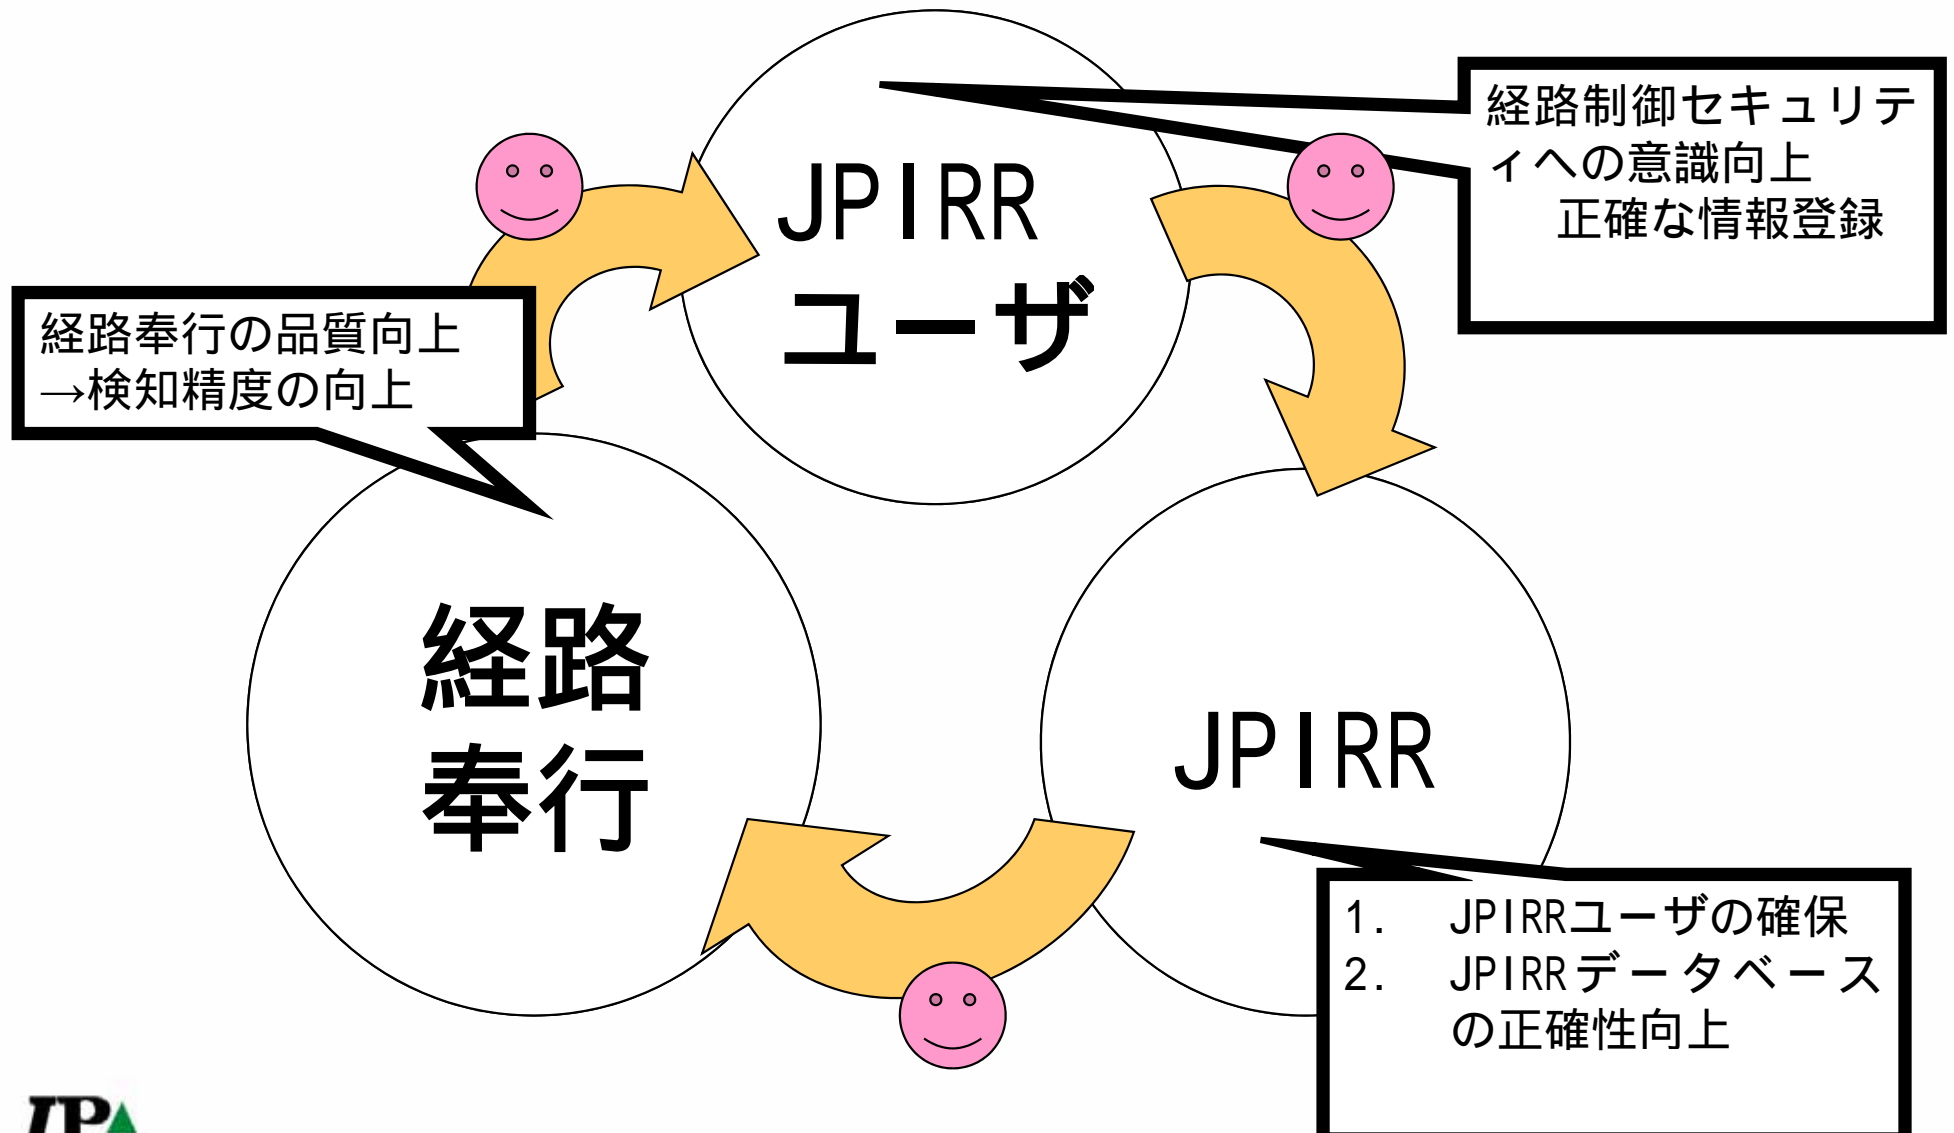 経路制御セキュリテ
ィへの意識向上
正確な情報登録
JPIRR
ユーザ
経路奉行の品質向上
→検知精度の向上
経路
奉行
JPIRR
1. JPIRRユーザの確保
2. JPIRRデータベース
の正確性向上